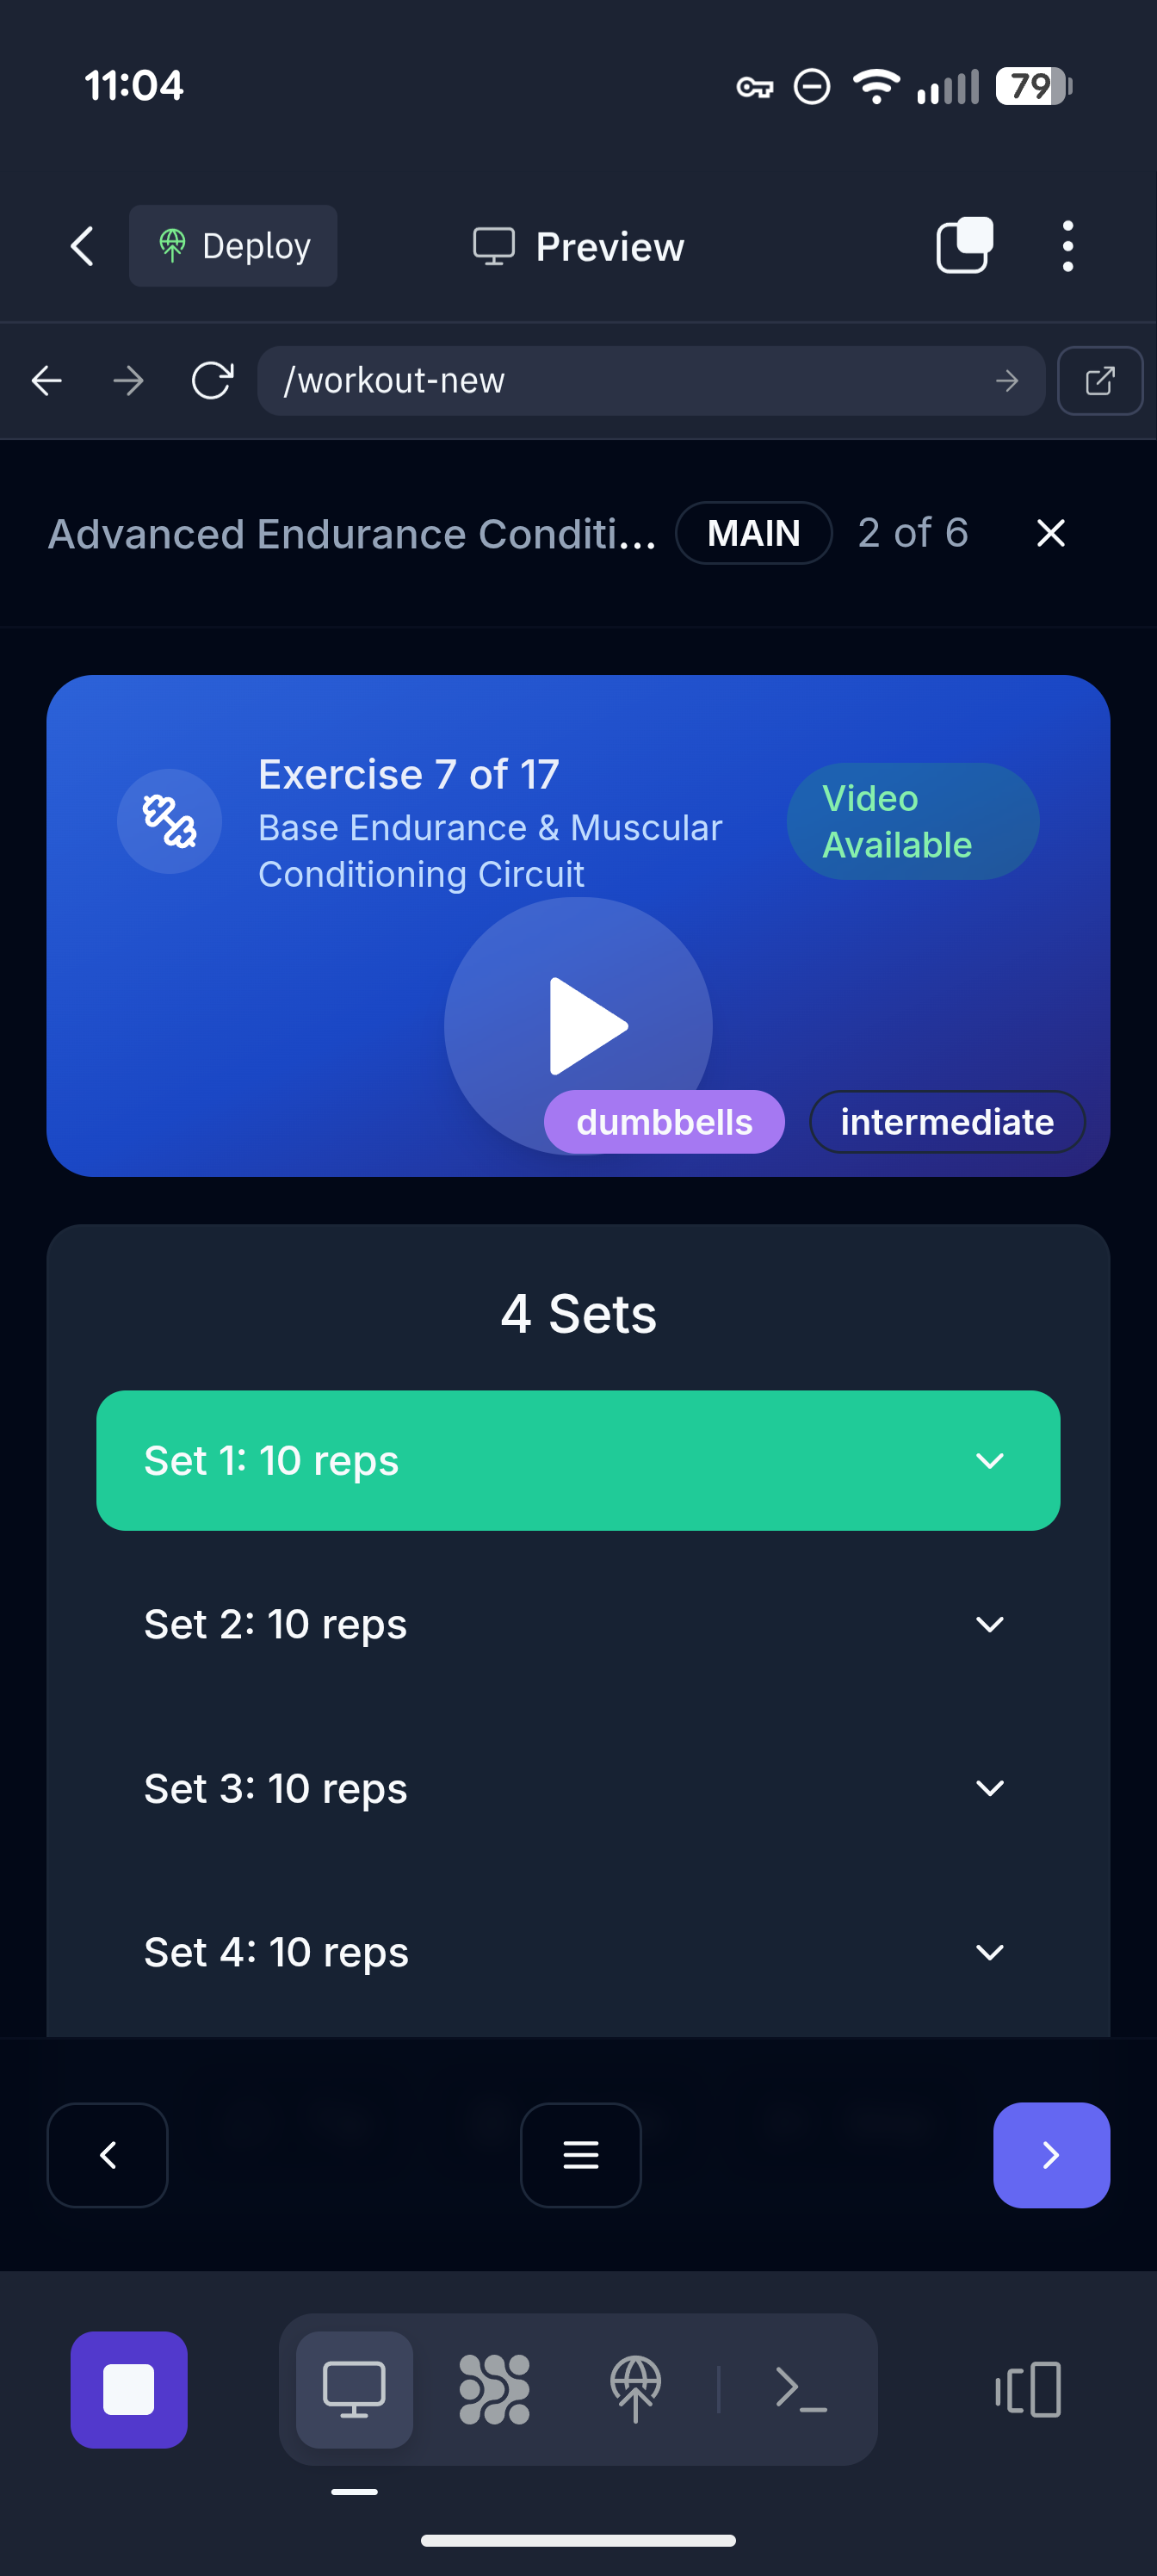 11:04
79
Deploy
Preview
/workout-new
Advanced Endurance Conditi...
MAIN
2 of 6
Exercise 7 of 17
Base Endurance & Muscular
Conditioning Circuit
Video
Available
dumbbells
intermediate
4 Sets
Set 1: 10 reps
Set 2: 10 reps
Set 3: 10 reps
Set 4: 10 reps